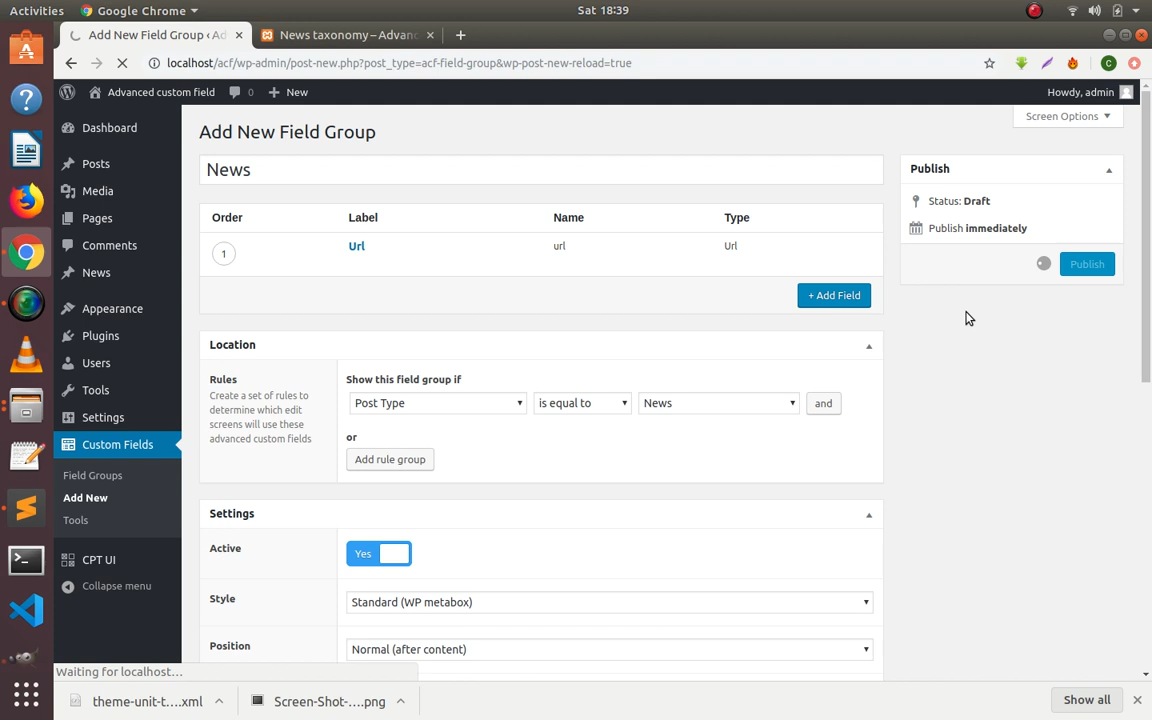 Activities
Google Chrome
Sat 18:39
Add New Field Group ‹ Ad
News taxonomy – Advanc
localhost/acf/wp-admin/post-new.php?post_type=acf-field-group&wp-post-new-reload=true
C
Advanced custom field
0
New
Howdy, admin
Screen Options
Dashboard
Posts
Media
Pages
Comments
News
Appearance
Plugins
Users
Tools
Settings
Custom Fields
Field Groups
Add New
Tools
CPT UI
Collapse menu
Add New Field Group
News
Order
Label
Name
Type
1
Url
url
Url
+ Add Field
Location
Rules
Create a set of rules to
determine which edit
screens will use these
advanced custom fields
Show this field group if
Post Type
is equal to
News
and
or
Add rule group
Settings
Active
Yes
Style
Standard (WP metabox)
Position
Normal (after content)
Publish
Status: Draft
Publish immediately
Publish
Waiting for localhost...
theme-unit-t....xml
Screen-Shot-....png
Show all